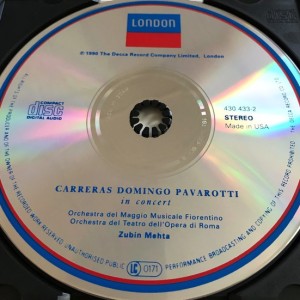 LONDON
℗ 1990 The Decca Record Company Limited, London
COMPACT
disc
DIGITAL AUDIO
430 433-2
STEREO
Made in USA
CARRERAS DOMINGO PAVAROTTI
in concert
Orchestra del Maggio Musicale Fiorentino
Orchestra del Teatro dell'Opera di Roma
Zubin Mehta
LC 0171
UNAUTHORISED PUBLIC
PERFORMANCE BROADCASTING AND COPYING OF THIS RECORD PROHIBITED